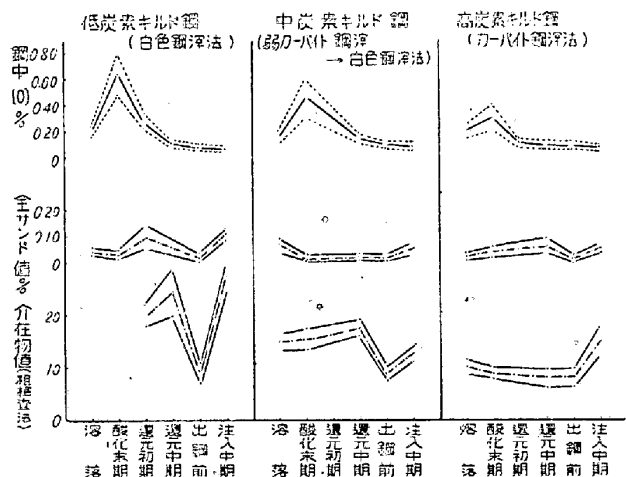 低炭素キルド鋼
(白色鋼滓法)
中炭素キルド鋼
(弱カーバイト鋼滓
→白色鋼滓法)
高炭素キルド鋼
(カーバイト鋼滓法)
鋼中(0)%
0.80
0.60
0.40
0.20
0
(全サンド値%)
0.20
0.10
0
介在物値(相檀立法)
20
10
0
溶落
酸化末期
還元初期
還元中期
出鋼前
注入中期
溶落
酸化末期
還元初期
還元中期
出鋼前
注入中期
溶落
酸化末期
還元初期
還元中期
出鋼前
注入中期